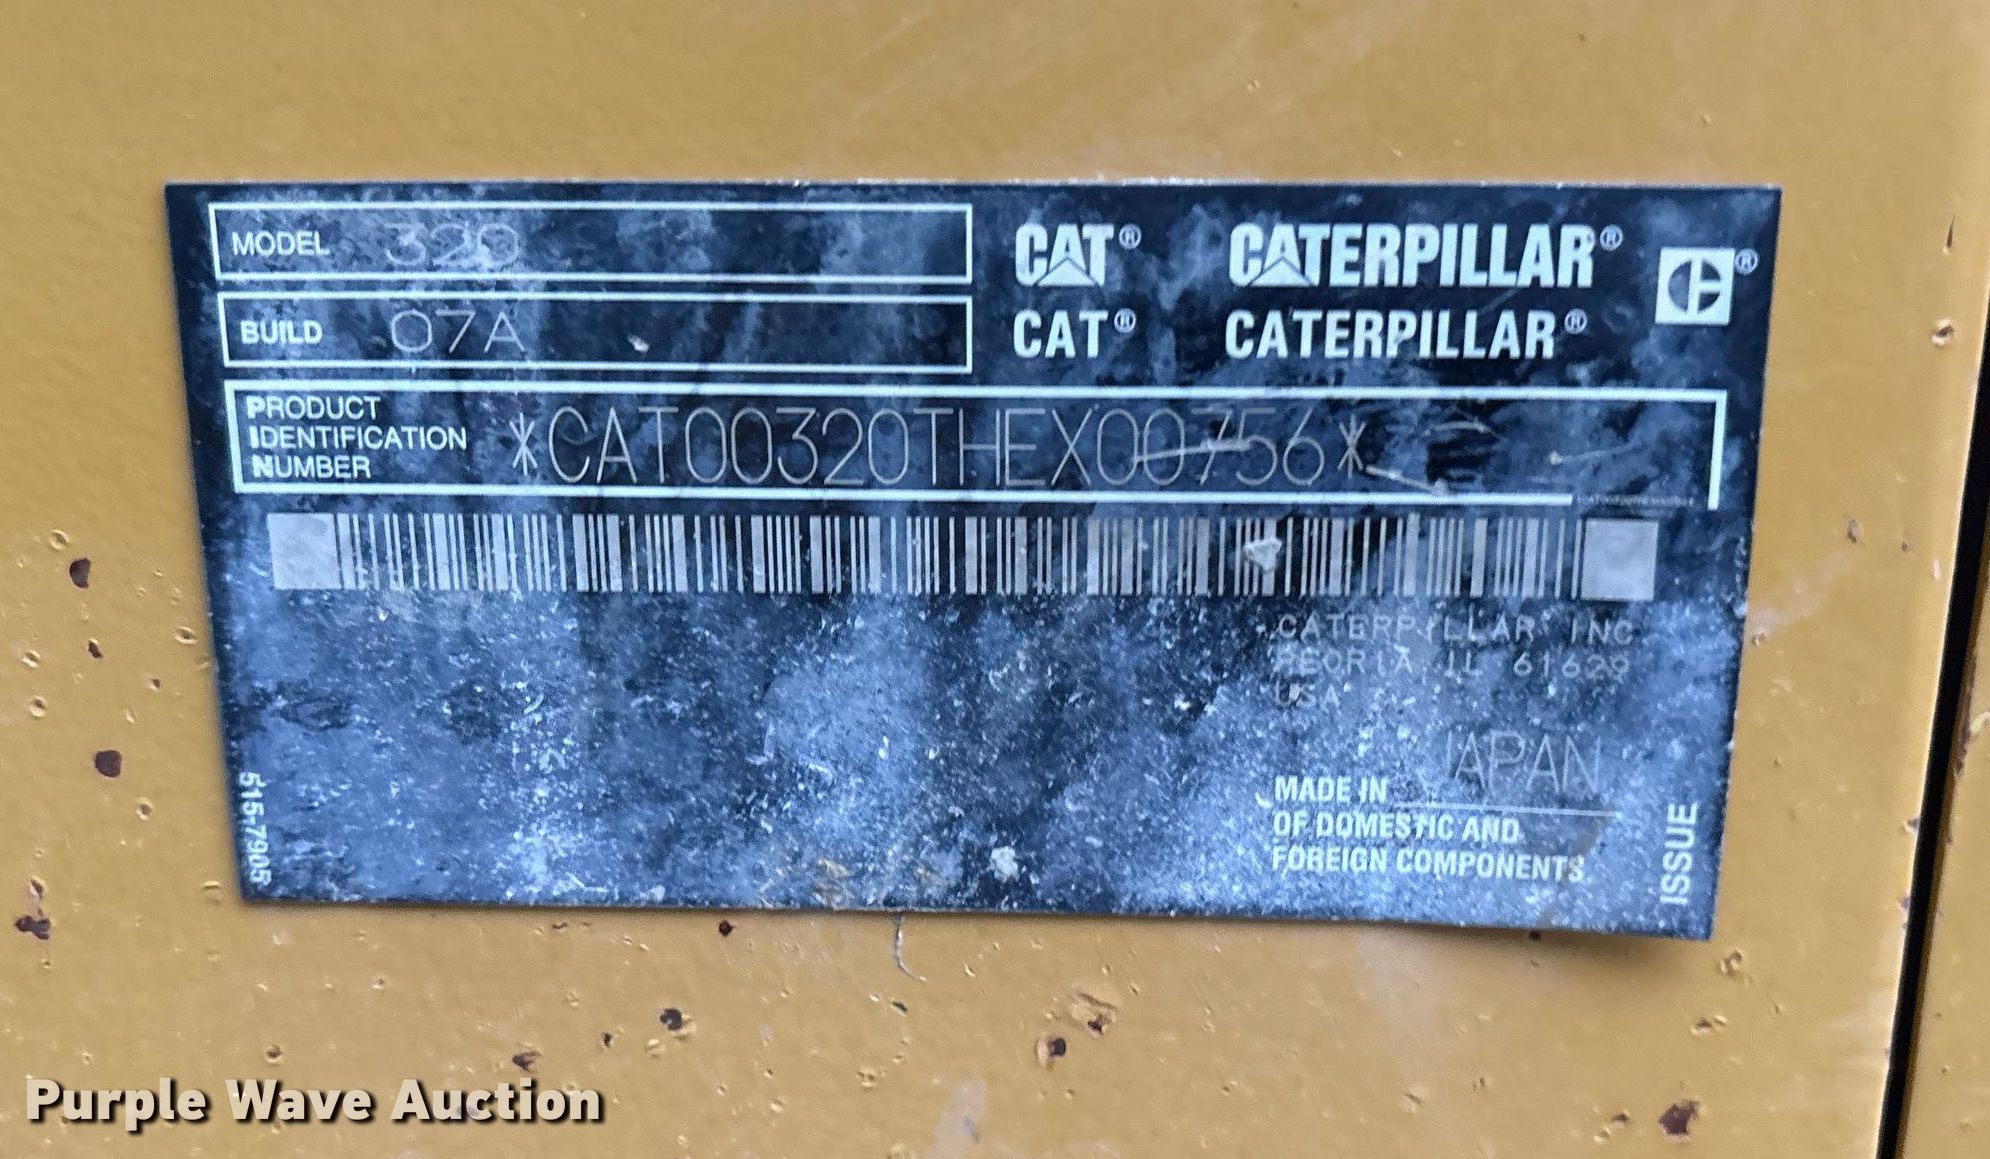 MODEL 320
BUILD 07A
CAT® CATERPILLAR® ®
CAT® CATERPILLAR®
PRODUCT
IDENTIFICATION
NUMBER
*CAT00320THEX00756*
CATERPILLAR INC
PEORIA IL 61629
USA
MADE IN JAPAN
OF DOMESTIC AND
FOREIGN COMPONENTS
515-7905
ISSUE
Purple Wave Auction